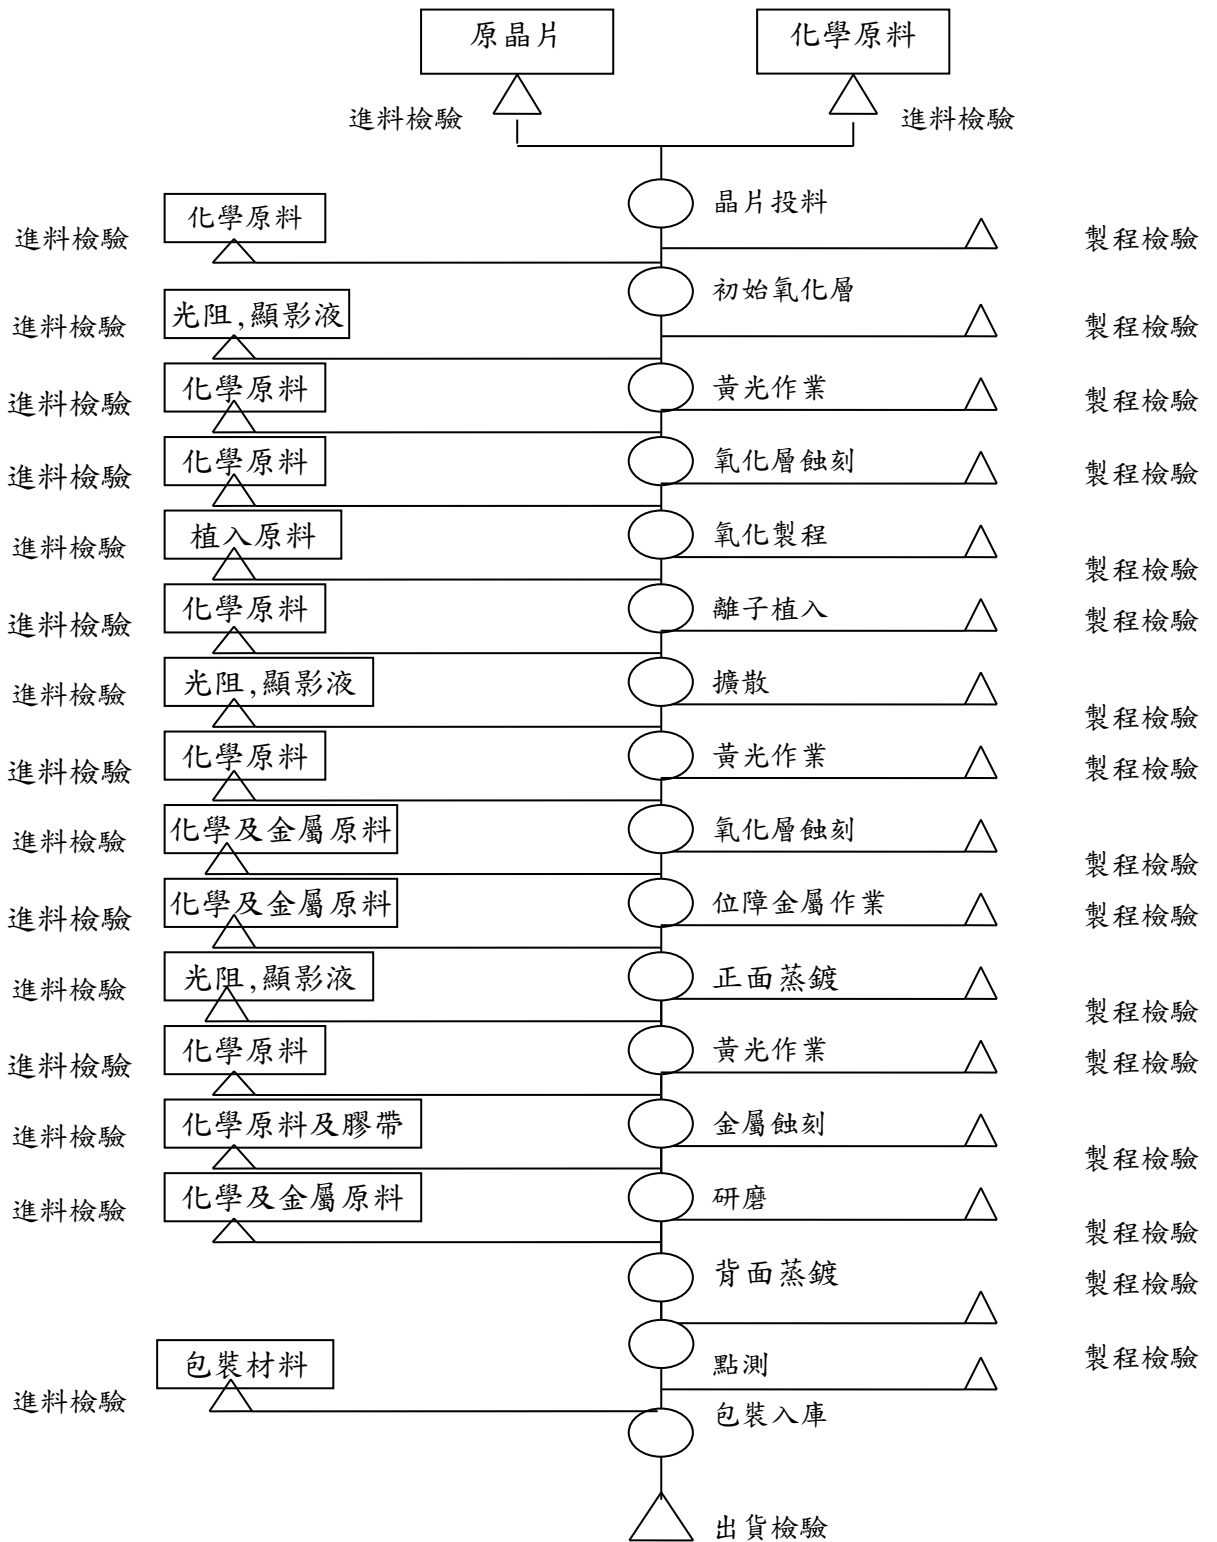 原晶片
化學原料
進料檢驗
進料檢驗
晶片投料
化學原料
進料檢驗
製程檢驗
初始氧化層
光阻,顯影液
進料檢驗
製程檢驗
化學原料
黃光作業
進料檢驗
製程檢驗
化學原料
氧化層蝕刻
進料檢驗
製程檢驗
植入原料
氧化製程
進料檢驗
製程檢驗
化學原料
離子植入
進料檢驗
製程檢驗
光阻,顯影液
擴散
進料檢驗
製程檢驗
化學原料
黃光作業
進料檢驗
製程檢驗
化學及金屬原料
氧化層蝕刻
進料檢驗
製程檢驗
化學及金屬原料
位障金屬作業
進料檢驗
製程檢驗
光阻,顯影液
正面蒸鍍
進料檢驗
製程檢驗
化學原料
黃光作業
進料檢驗
製程檢驗
化學原料及膠帶
金屬蝕刻
進料檢驗
製程檢驗
化學及金屬原料
研磨
進料檢驗
製程檢驗
背面蒸鍍
製程檢驗
包裝材料
點測
製程檢驗
進料檢驗
包裝入庫
出貨檢驗